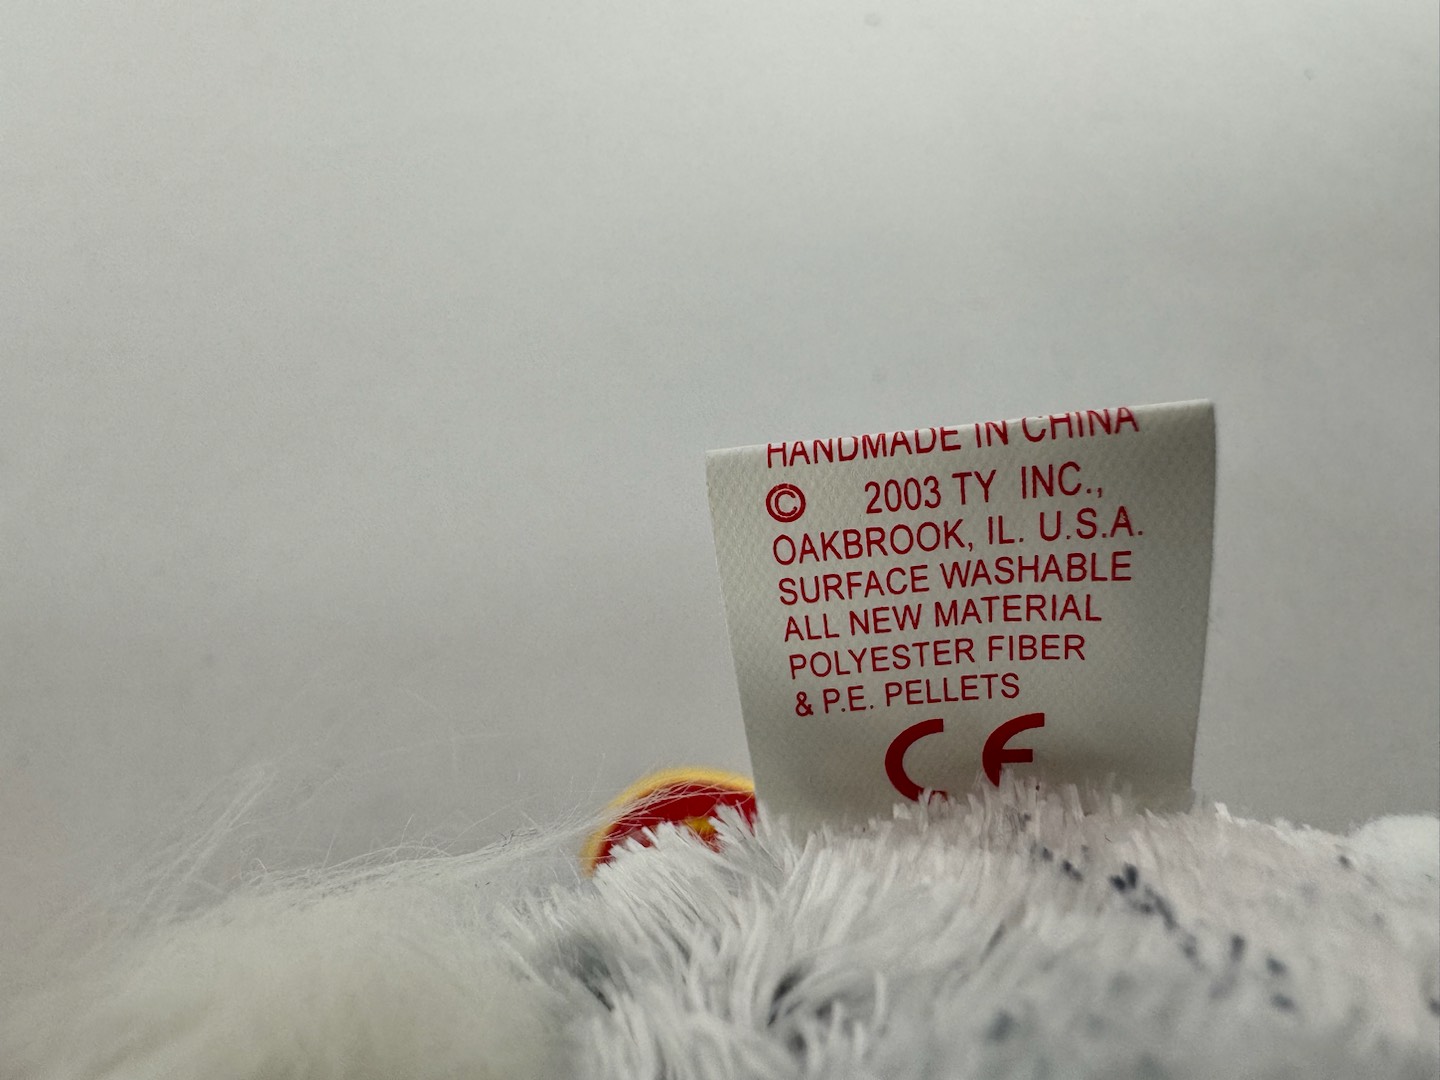 HANDMADE IN CHINA
© 2003 TY INC.,
OAKBROOK, IL. U.S.A.
SURFACE WASHABLE
ALL NEW MATERIAL
POLYESTER FIBER
& P.E. PELLETS
CE